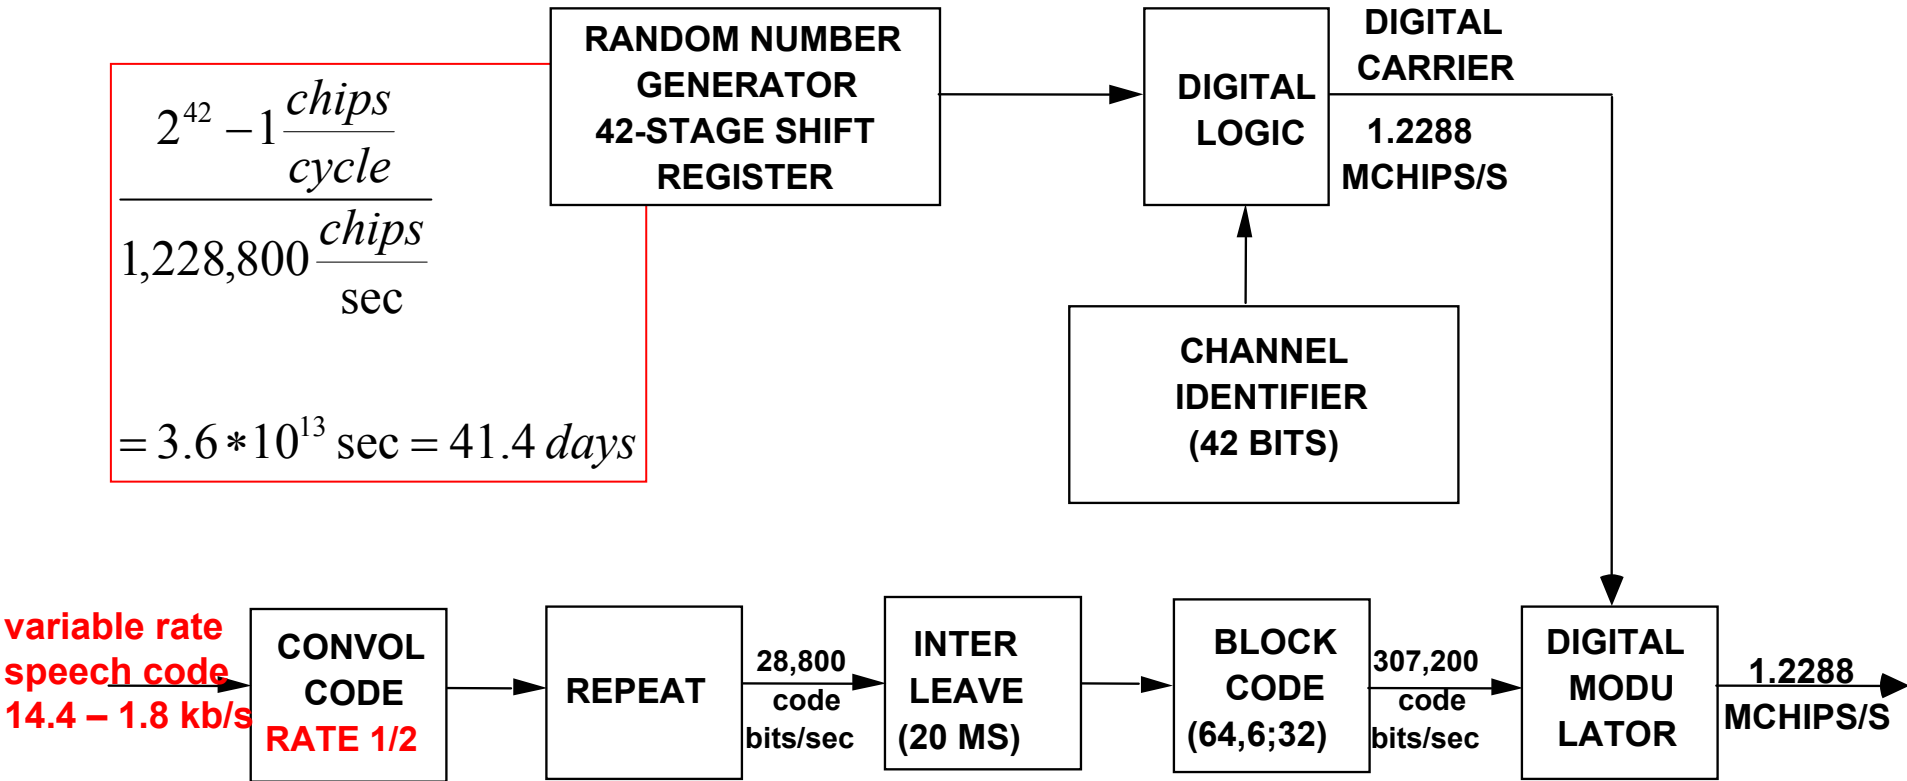 RANDOM NUMBER
GENERATOR
42-STAGE SHIFT
REGISTER
DIGITAL
LOGIC
DIGITAL
CARRIER
1.2288
MCHIPS/S
2^42 − 1 chips
cycle
1,228,800 chips
sec
= 3.6 * 10^13 sec = 41.4 days
CHANNEL
IDENTIFIER
(42 BITS)
variable rate
speech code
14.4 – 1.8 kb/s
CONVOL
CODE
RATE 1/2
REPEAT
28,800
code
bits/sec
INTER
LEAVE
(20 MS)
BLOCK
CODE
(64,6;32)
307,200
code
bits/sec
DIGITAL
MODU
LATOR
1.2288
MCHIPS/S